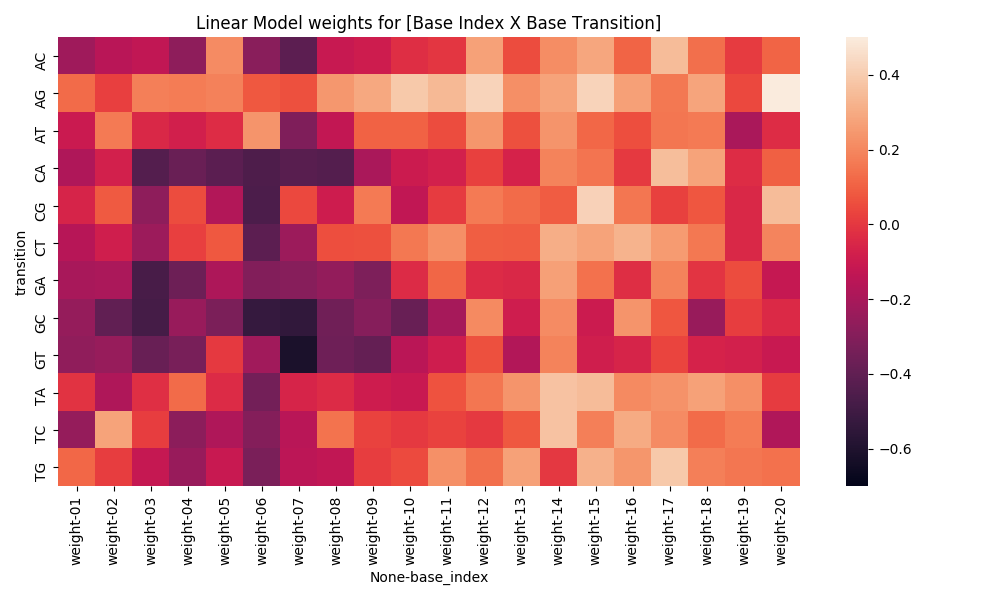 Linear Model weights for [Base Index X Base Transition]
transition
AC
AG
AT
CA
CG
CT
GA
GC
GT
TA
TC
TG
weight-01
weight-02
weight-03
weight-04
weight-05
weight-06
weight-07
weight-08
weight-09
weight-10
weight-11
weight-12
weight-13
weight-14
weight-15
weight-16
weight-17
weight-18
weight-19
weight-20
None-base_index
0.4
0.2
0.0
−0.2
−0.4
−0.6